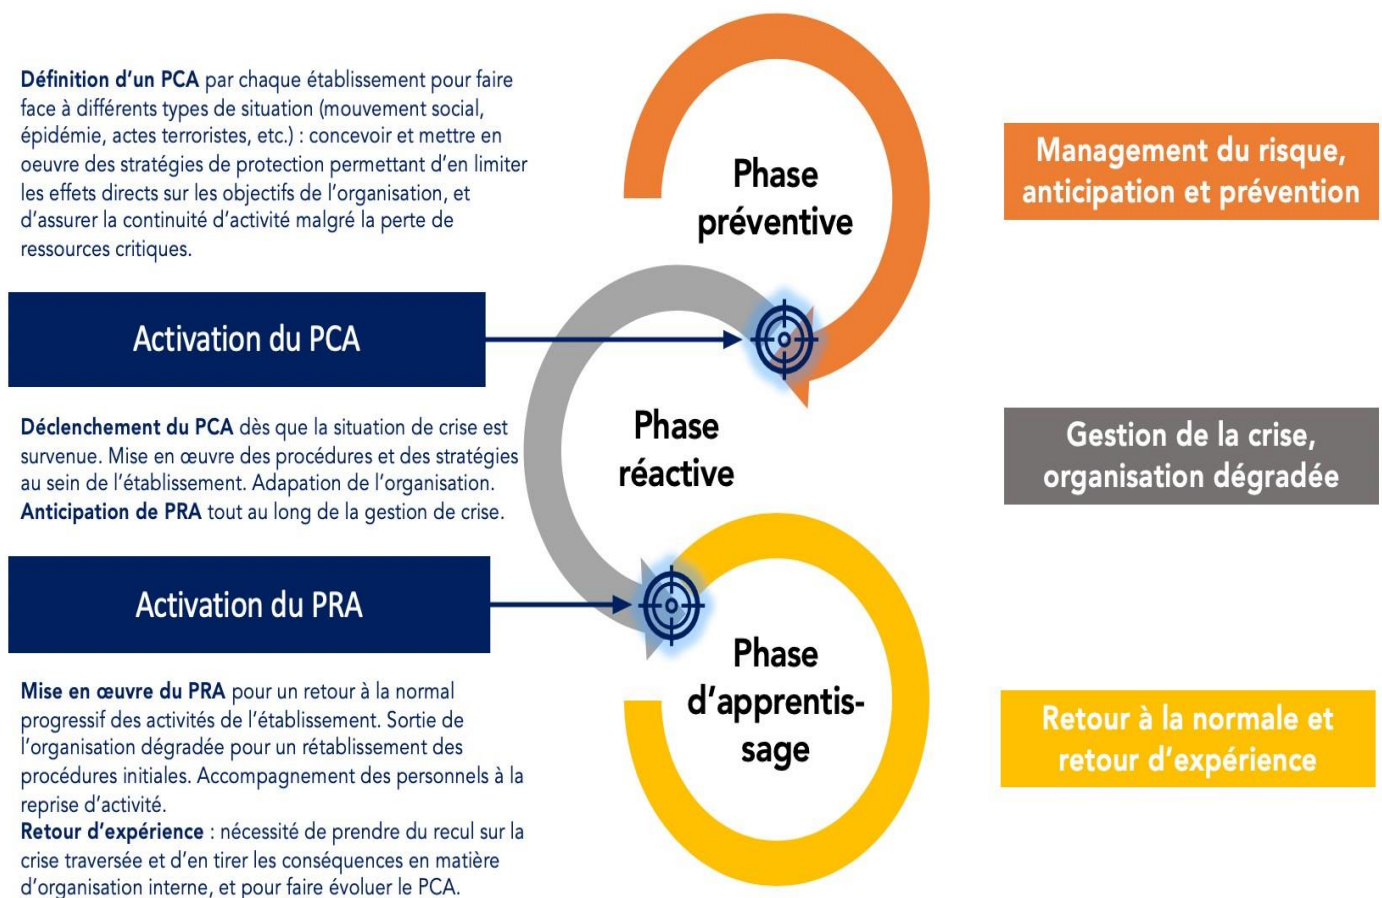 Définition d'un PCA par chaque établissement pour faire
face à différents types de situation (mouvement social,
épidémie, actes terroristes, etc.) : concevoir et mettre en
oeuvre des stratégies de protection permettant d'en limiter
les effets directs sur les objectifs de l'organisation, et
d'assurer la continuité d'activité malgré la perte de
ressources critiques.
Phase
préventive
Management du risque,
anticipation et prévention
Activation du PCA
Déclenchement du PCA dès que la situation de crise est
survenue. Mise en œuvre des procédures et des stratégies
au sein de l'établissement. Adapation de l'organisation.
Anticipation de PRA tout au long de la gestion de crise.
Phase
réactive
Gestion de la crise,
organisation dégradée
Activation du PRA
Mise en œuvre du PRA pour un retour à la normal
progressif des activités de l'établissement. Sortie de
l'organisation dégradée pour un rétablissement des
procédures initiales. Accompagnement des personnels à la
reprise d'activité.
Retour d'expérience : nécessité de prendre du recul sur la
crise traversée et d'en tirer les conséquences en matière
d'organisation interne, et pour faire évoluer le PCA.
Phase
d'apprentis-
sage
Retour à la normale et
retour d'expérience